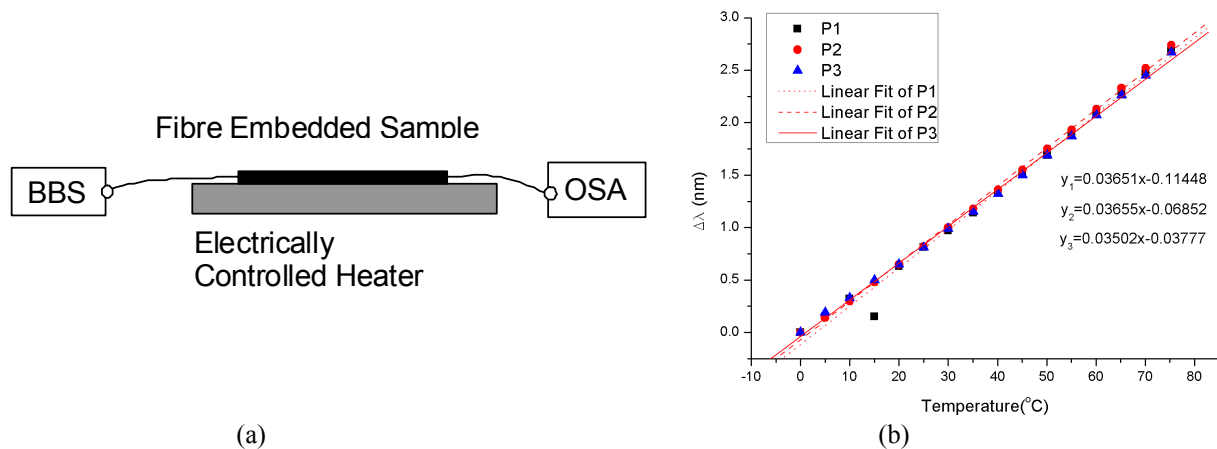 Fibre Embedded Sample
BBS
OSA
Electrically
Controlled Heater
(a)
P1
P2
P3
Linear Fit of P1
Linear Fit of P2
Linear Fit of P3
y₁=0.03651x-0.11448
y₂=0.03655x-0.06852
y₃=0.03502x-0.03777
3.0
2.5
2.0
1.5
1.0
0.5
0.0
Δλ (nm)
-10 0 10 20 30 40 50 60 70 80
Temperature(°C)
(b)